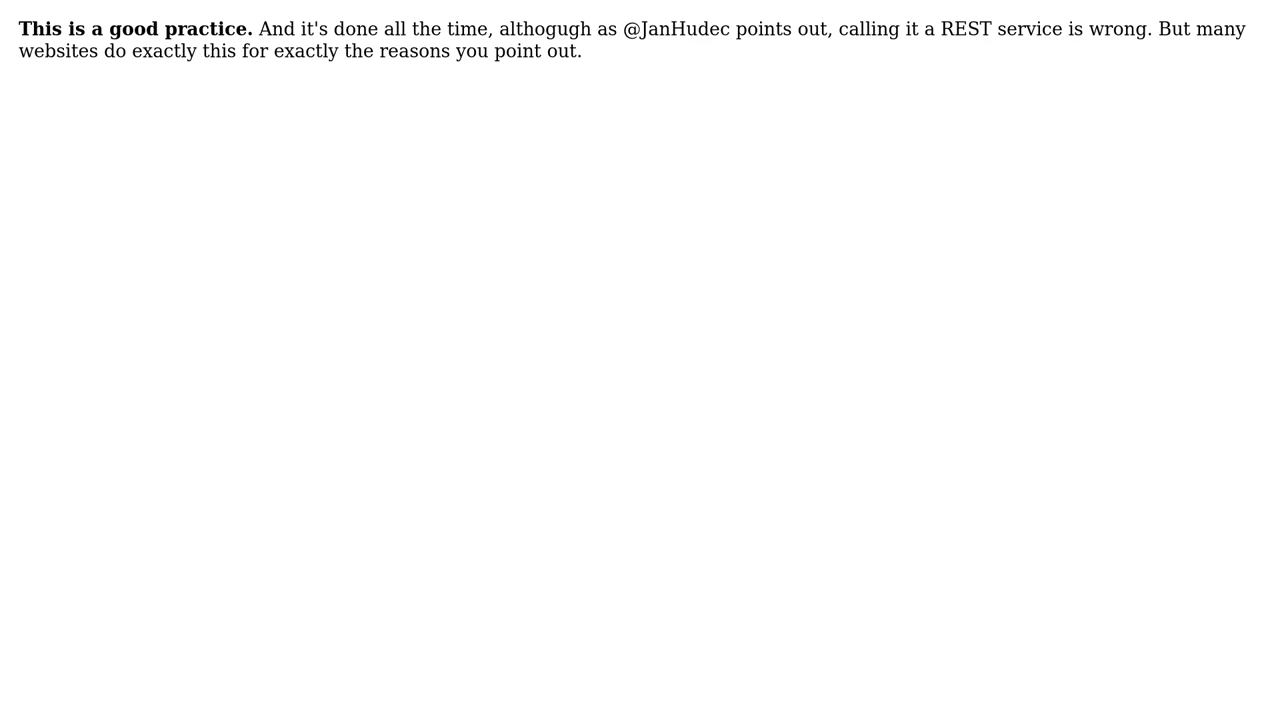 This is a good practice. And it's done all the time, althogugh as @JanHudec points out, calling it a REST service is wrong. But many
websites do exactly this for exactly the reasons you point out.